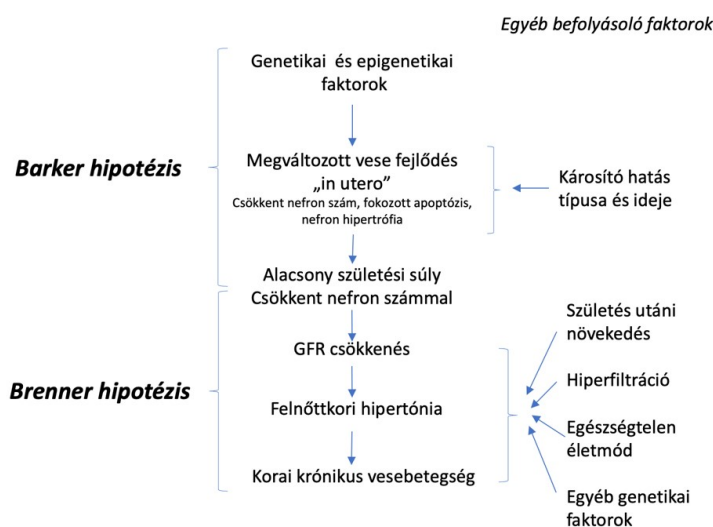 Egyéb befolyásoló faktorok
Genetikai és epigenetikai
faktorok
Barker hipotézis
Megváltozott vese fejlődés
„in utero”
Csökkent nefron szám, fokozott apoptózis,
nefron hipertrófia
Károsító hatás
típusa és ideje
Alacsony születési súly
Csökkent nefron számmal
Brenner hipotézis
GFR csökkenés
Felnőttkori hipertónia
Korai krónikus vesebetegség
Születés utáni
növekedés
Hiperfiltráció
Egészségtelen
életmód
Egyéb genetikai
faktorok